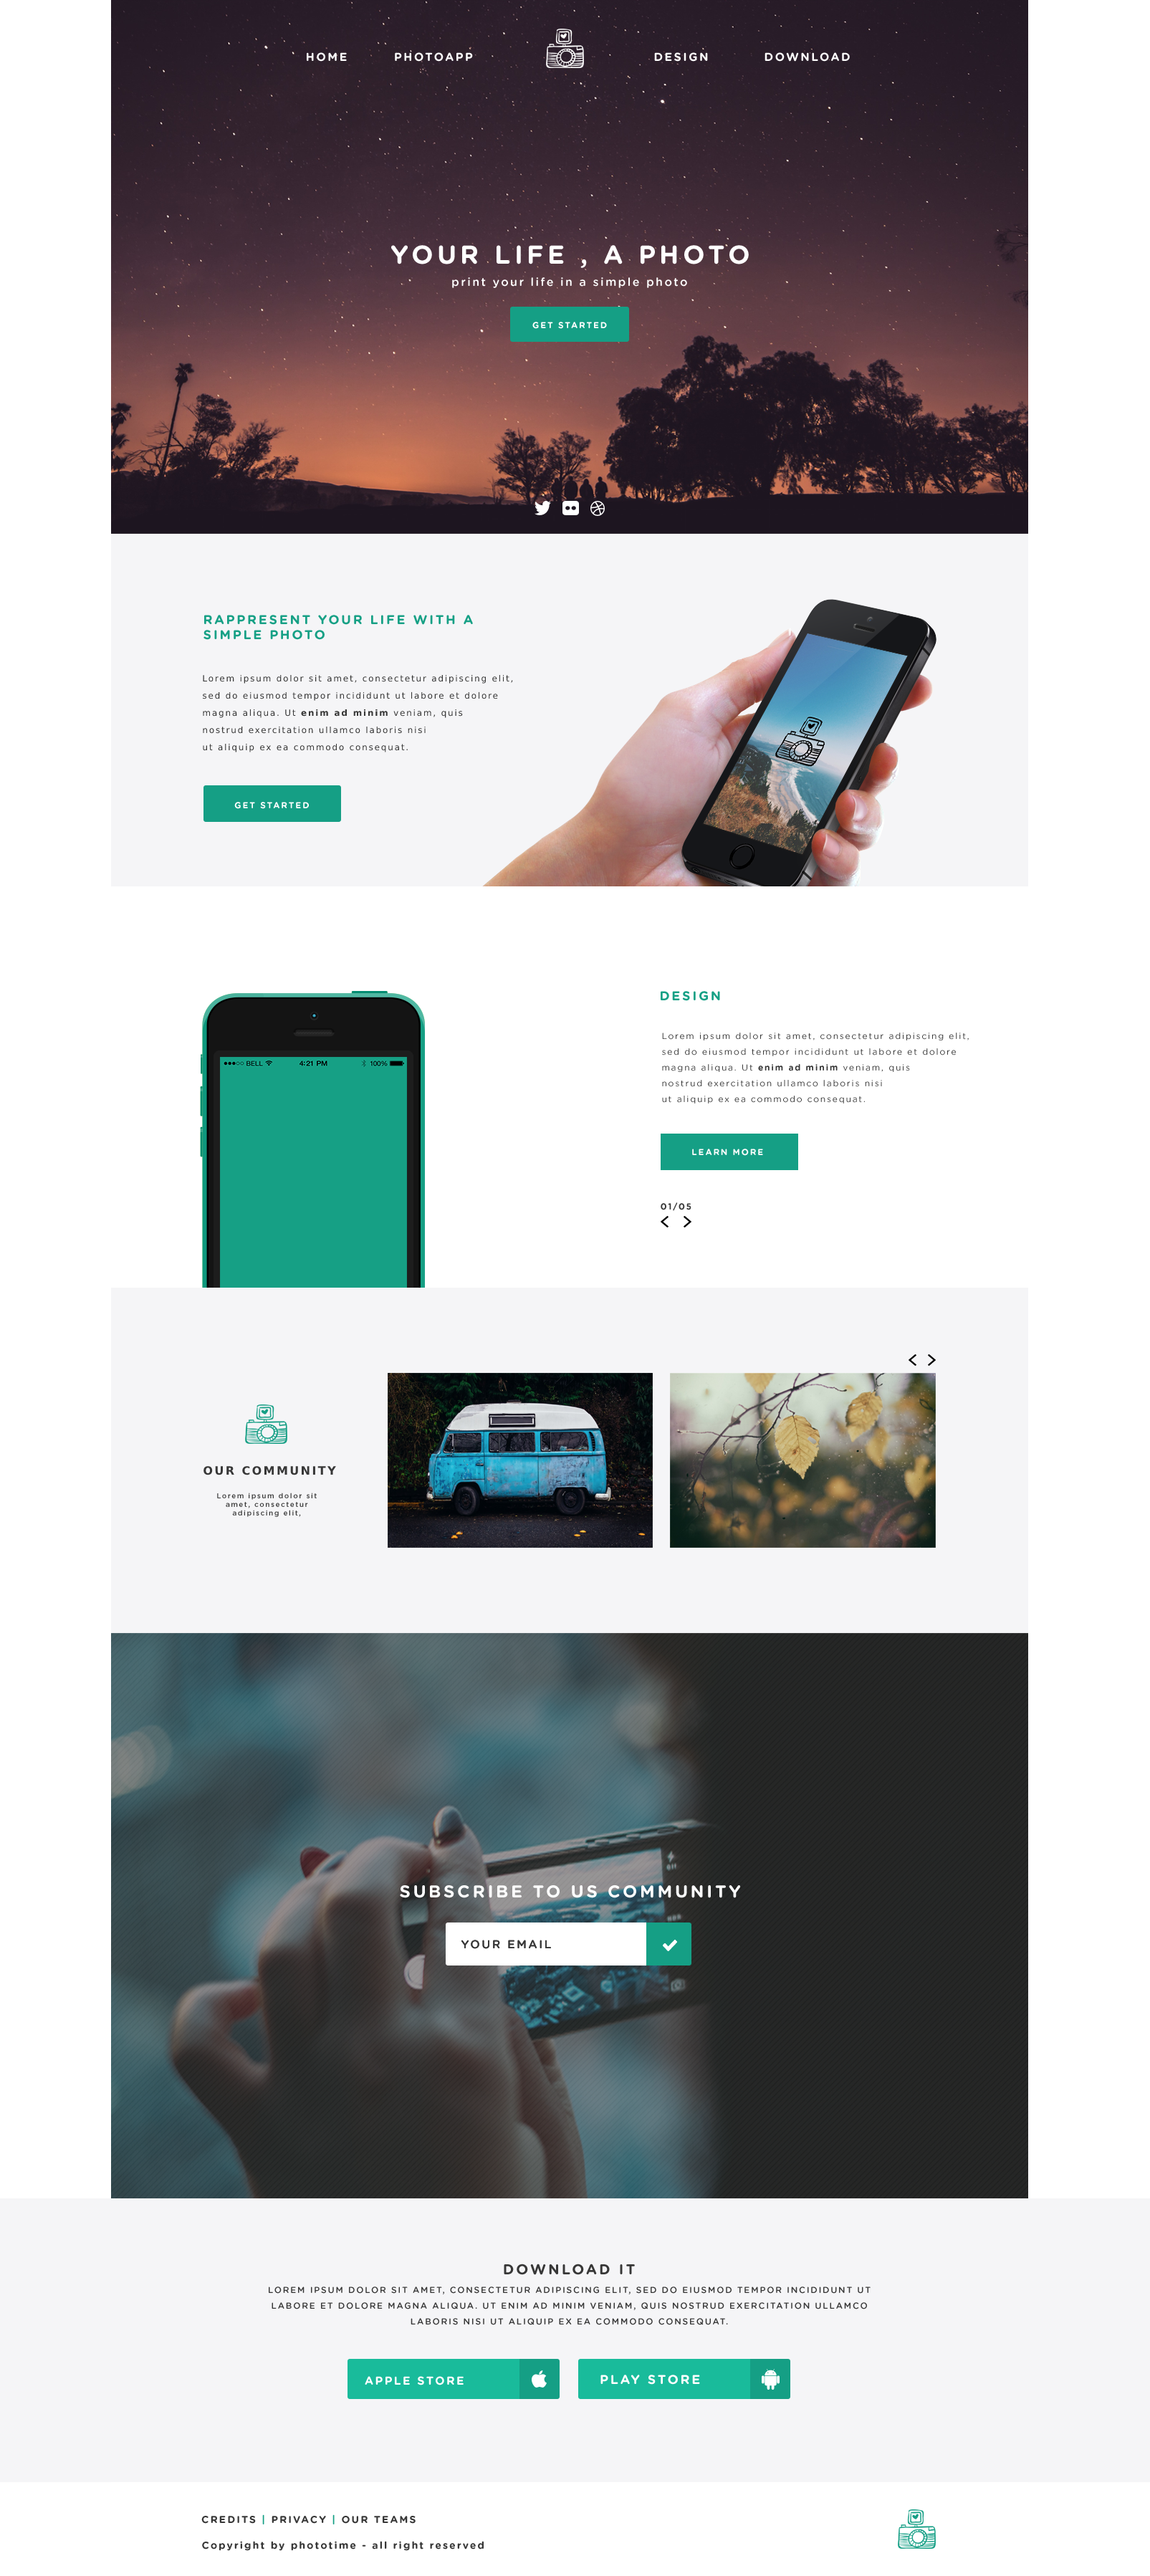 HOME PHOTOAPP DESIGN DOWNLOAD
YOUR LIFE , A PHOTO
print your life in a simple photo
GET STARTED
RAPPRESENT YOUR LIFE WITH A
SIMPLE PHOTO
Lorem ipsum dolor sit amet, consectetur adipiscing elit,
sed do eiusmod tempor incididunt ut labore et dolore
magna aliqua. Ut enim ad minim veniam, quis
nostrud exercitation ullamco laboris nisi
ut aliquip ex ea commodo consequat.
GET STARTED
BELL 4:21 PM 100%
DESIGN
Lorem ipsum dolor sit amet, consectetur adipiscing elit,
sed do eiusmod tempor incididunt ut labore et dolore
magna aliqua. Ut enim ad minim veniam, quis
nostrud exercitation ullamco laboris nisi
ut aliquip ex ea commodo consequat.
LEARN MORE
01/05
OUR COMMUNITY
Lorem ipsum dolor sit
amet, consectetur
adipiscing elit,
SUBSCRIBE TO US COMMUNITY
YOUR EMAIL
DOWNLOAD IT
LOREM IPSUM DOLOR SIT AMET, CONSECTETUR ADIPISCING ELIT, SED DO EIUSMOD TEMPOR INCIDIDUNT UT
LABORE ET DOLORE MAGNA ALIQUA. UT ENIM AD MINIM VENIAM, QUIS NOSTRUD EXERCITATION ULLAMCO
LABORIS NISI UT ALIQUIP EX EA COMMODO CONSEQUAT.
APPLE STORE
PLAY STORE
CREDITS | PRIVACY | OUR TEAMS
Copyright by phototime - all right reserved